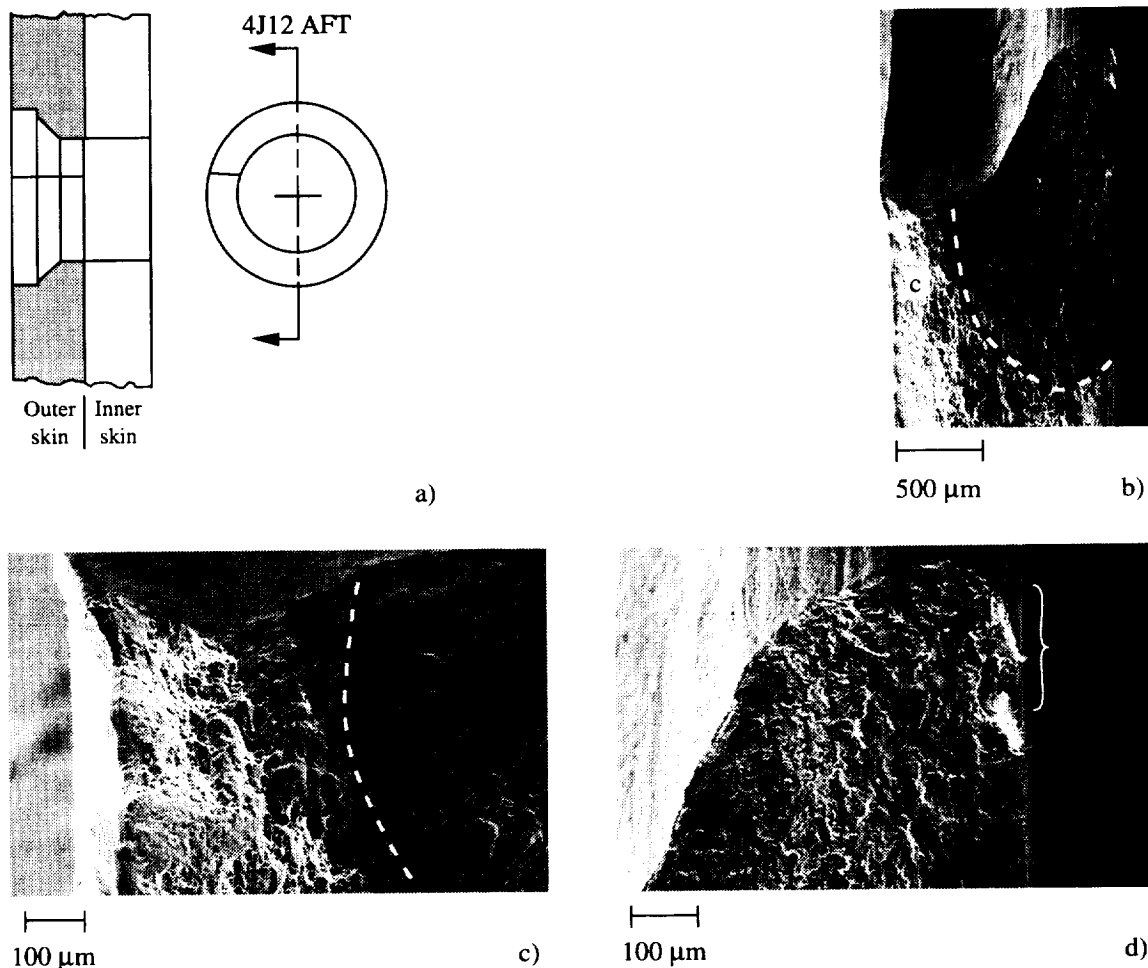 4J12 AFT
Outer skin
Inner skin
a)
c
500 µm
b)
100 µm
c)
100 µm
d)